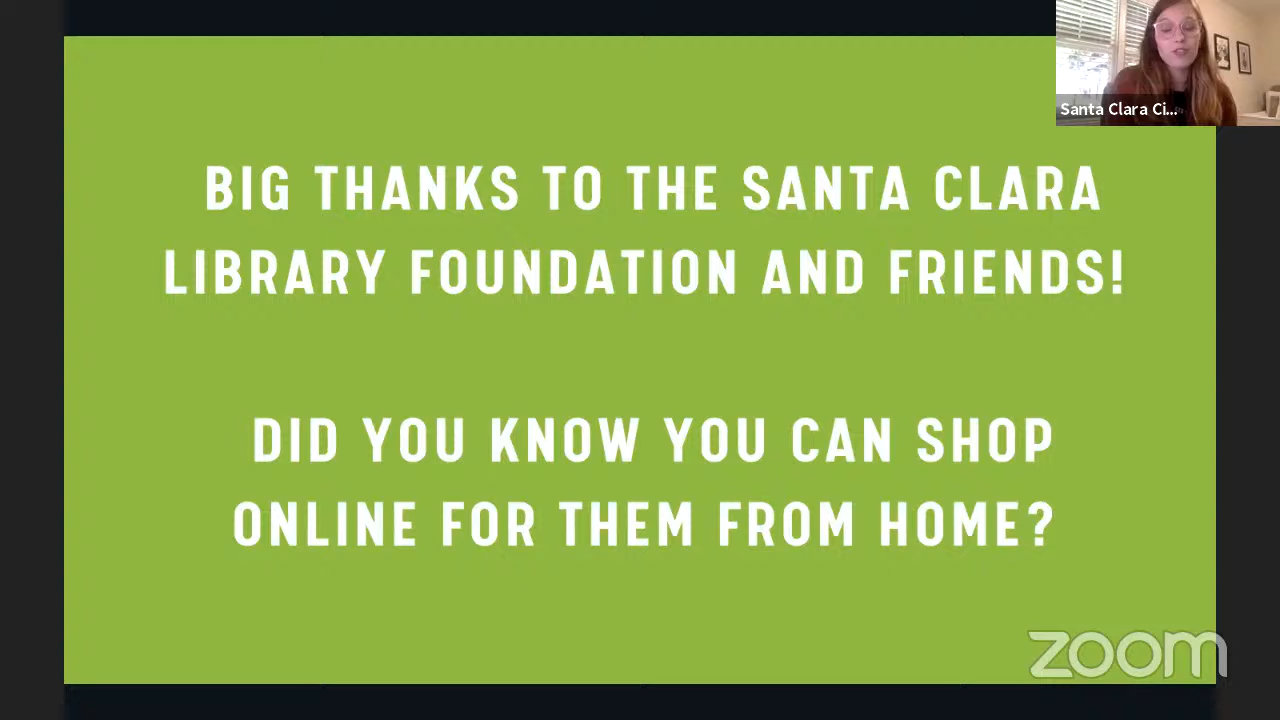 Santa Clara Ci...
BIG THANKS TO THE SANTA CLARA
LIBRARY FOUNDATION AND FRIENDS!
DID YOU KNOW YOU CAN SHOP
ONLINE FOR THEM FROM HOME?
zoom